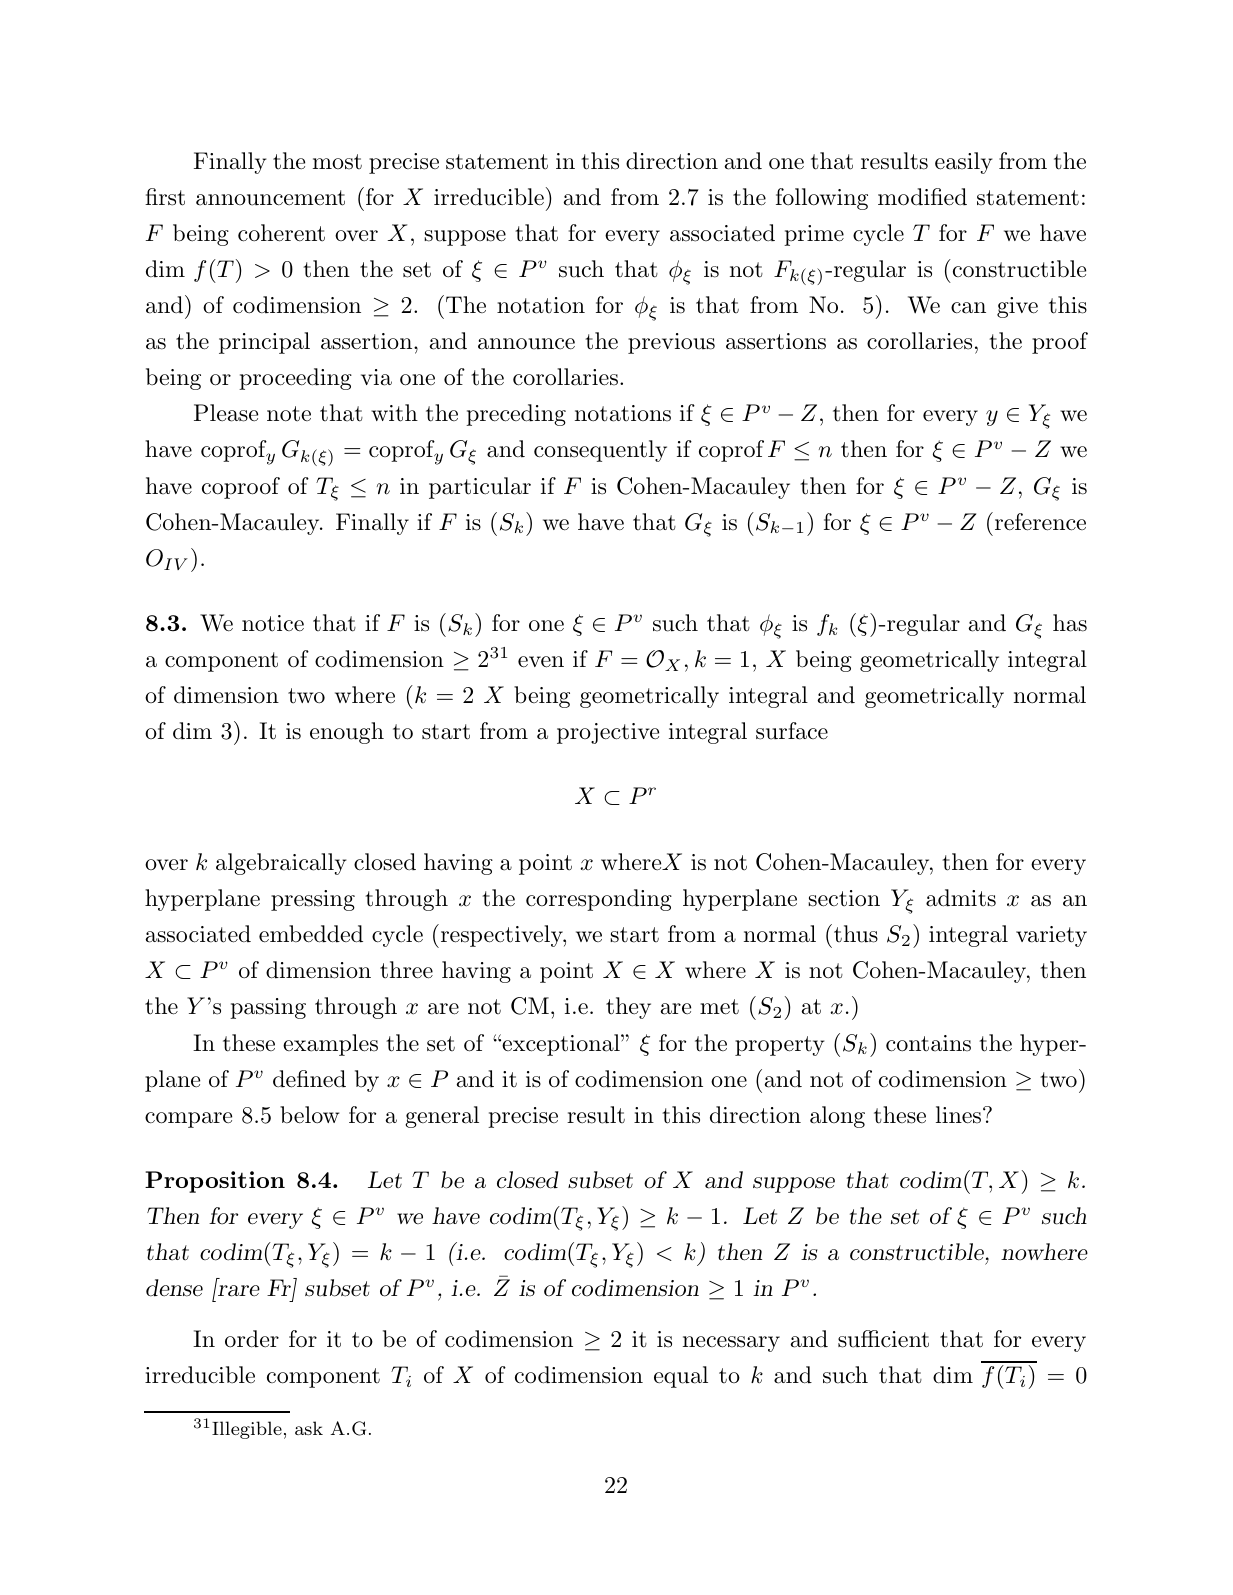 Finally the most precise statement in this direction and one that results easily from the
first announcement (for X irreducible) and from 2.7 is the following modified statement:
F being coherent over X, suppose that for every associated prime cycle T for F we have
dim f(T) > 0 then the set of ξ ∈ Pᵛ such that ϕ_ξ is not F_{k(ξ)}-regular is (constructible
and) of codimension ≥ 2. (The notation for ϕ_ξ is that from No. 5). We can give this
as the principal assertion, and announce the previous assertions as corollaries, the proof
being or proceeding via one of the corollaries.
Please note that with the preceding notations if ξ ∈ Pᵛ − Z, then for every y ∈ Y_ξ we
have coprof_y G_{k(ξ)} = coprof_y G_ξ and consequently if coprof F ≤ n then for ξ ∈ Pᵛ − Z we
have coproof of T_ξ ≤ n in particular if F is Cohen-Macauley then for ξ ∈ Pᵛ − Z, G_ξ is
Cohen-Macauley. Finally if F is (S_k) we have that G_ξ is (S_{k−1}) for ξ ∈ Pᵛ − Z (reference
O_{IV}).
8.3. We notice that if F is (S_k) for one ξ ∈ Pᵛ such that ϕ_ξ is f_k (ξ)-regular and G_ξ has
a component of codimension ≥ 2³¹ even if F = 𝒪_X, k = 1, X being geometrically integral
of dimension two where (k = 2 X being geometrically integral and geometrically normal
of dim 3). It is enough to start from a projective integral surface
X ⊂ Pʳ
over k algebraically closed having a point x whereX is not Cohen-Macauley, then for every
hyperplane pressing through x the corresponding hyperplane section Y_ξ admits x as an
associated embedded cycle (respectively, we start from a normal (thus S₂) integral variety
X ⊂ Pᵛ of dimension three having a point X ∈ X where X is not Cohen-Macauley, then
the Y's passing through x are not CM, i.e. they are met (S₂) at x.)
In these examples the set of “exceptional” ξ for the property (S_k) contains the hyper-
plane of Pᵛ defined by x ∈ P and it is of codimension one (and not of codimension ≥ two)
compare 8.5 below for a general precise result in this direction along these lines?
Proposition 8.4. Let T be a closed subset of X and suppose that codim(T, X) ≥ k.
Then for every ξ ∈ Pᵛ we have codim(T_ξ, Y_ξ) ≥ k − 1. Let Z be the set of ξ ∈ Pᵛ such
that codim(T_ξ, Y_ξ) = k − 1 (i.e. codim(T_ξ, Y_ξ) < k) then Z is a constructible, nowhere
dense [rare Fr] subset of Pᵛ, i.e. Z̄ is of codimension ≥ 1 in Pᵛ.
In order for it to be of codimension ≥ 2 it is necessary and sufficient that for every
irreducible component T_i of X of codimension equal to k and such that dim \overline{f(T_i)} = 0
³¹Illegible, ask A.G.
22